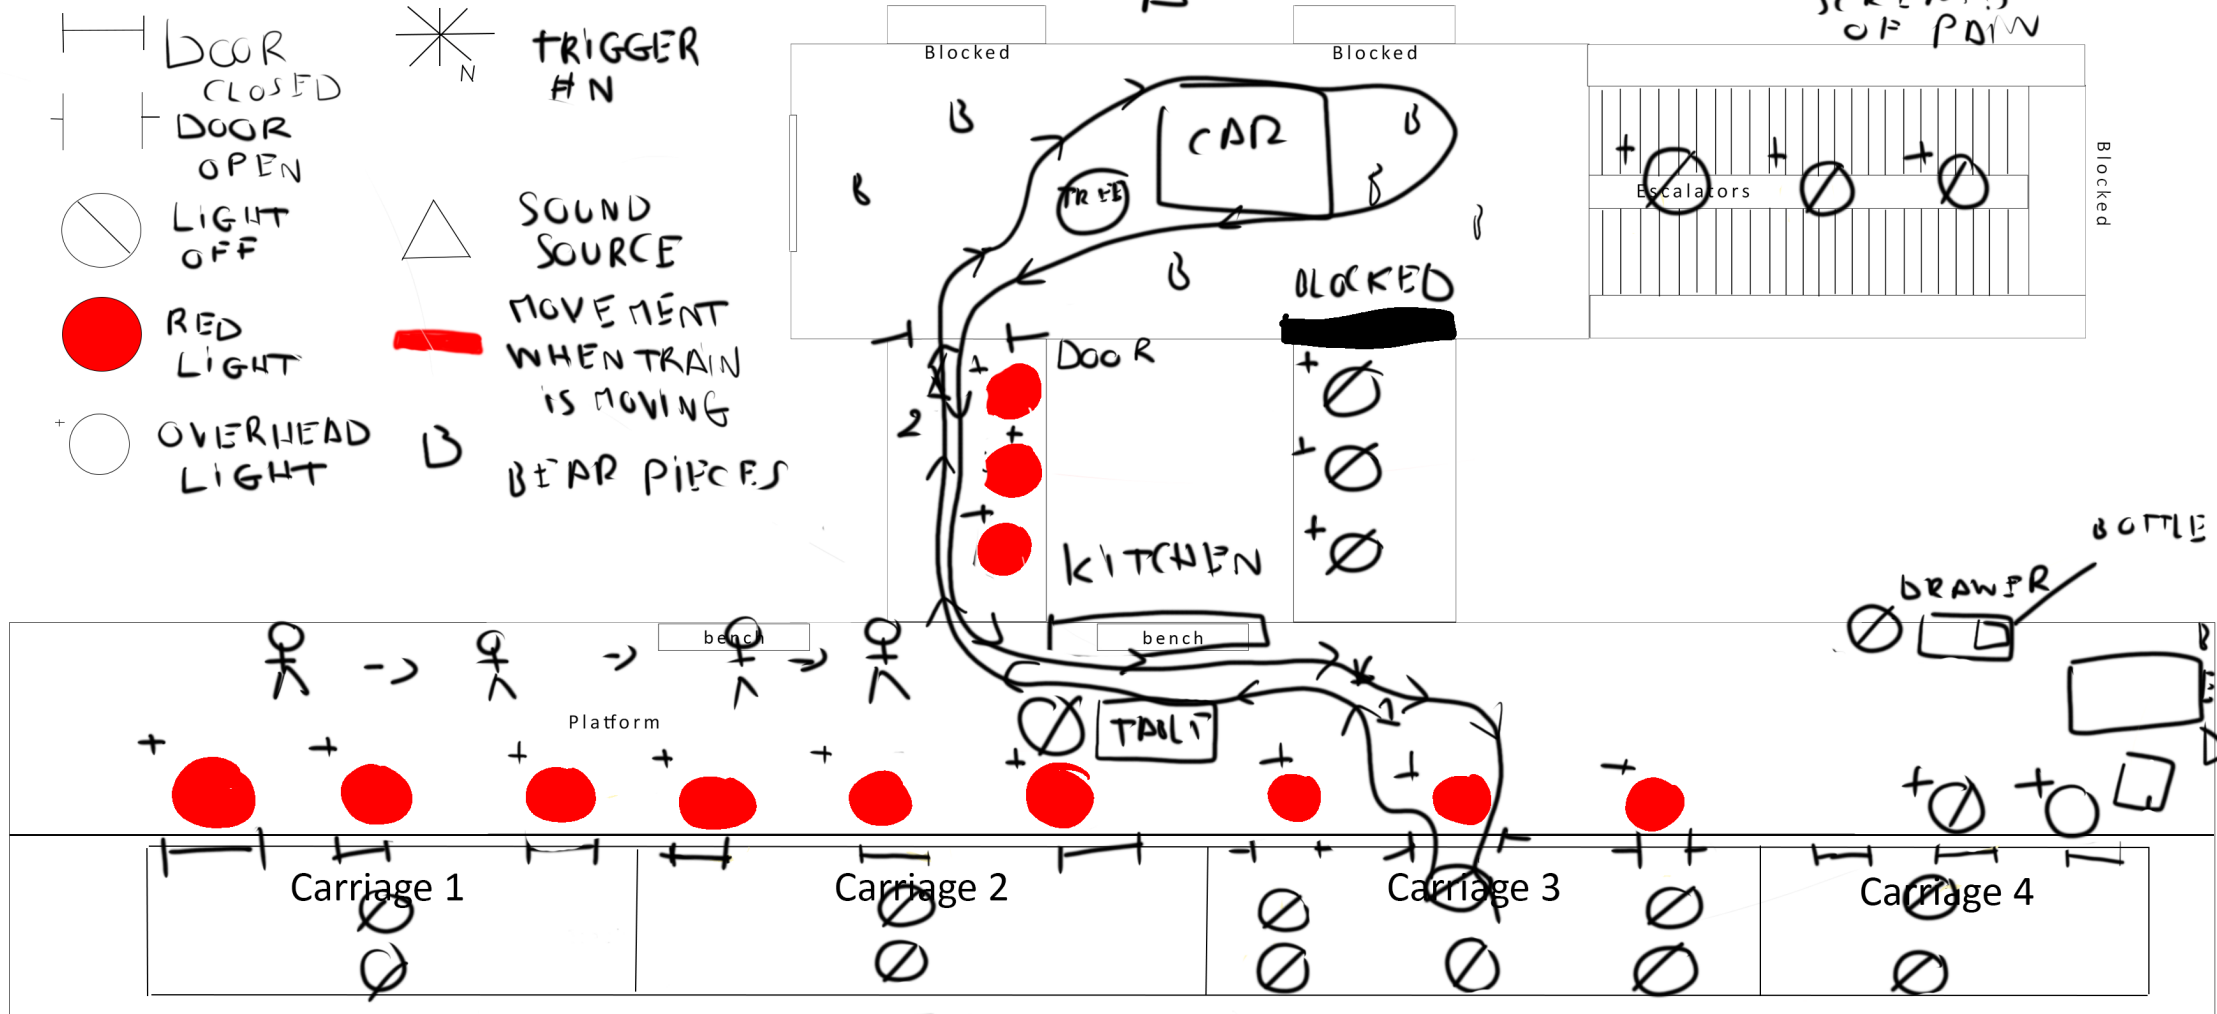 DOOR
CLOSED
DOOR
OPEN
LIGHT
OFF
RED
LIGHT
+
OVERHEAD
LIGHT
N
TRIGGER
#N
SOUND
SOURCE
MOVEMENT
WHEN TRAIN
is MOVING
B
BEAR PIECES
OF PAIN
Blocked
Blocked
B
B
B
B
B
CAR
TREE
Escalators
+
+
+
Blocked
BLOCKED
DOOR
+
+
+
+
+
+
2
KITCHEN
BOTTLE
DRAWER
BED
bench
bench
Platform
TABLE
1
+
+
+
+
+
+
+
+
+
+
+
Carriage 1
Carriage 2
Carriage 3
Carriage 4